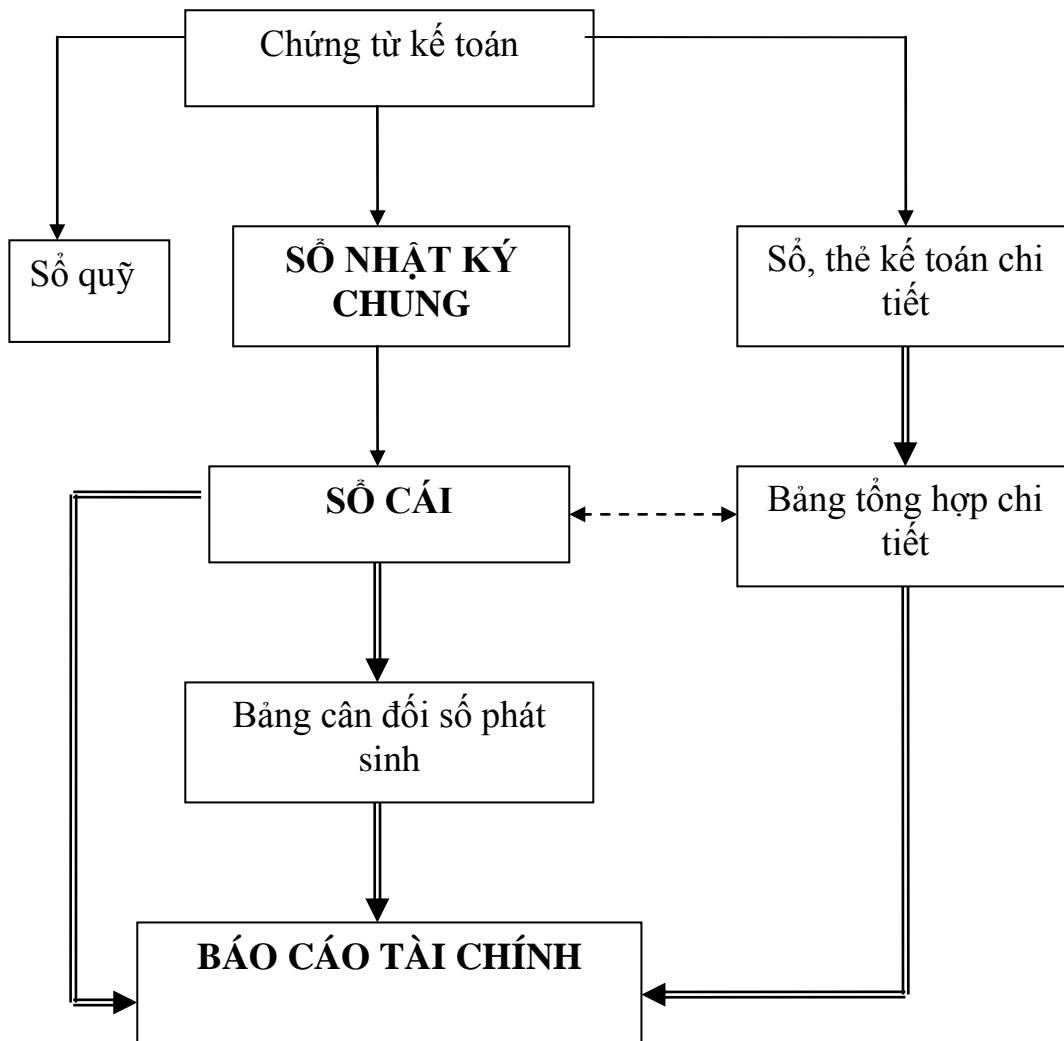 Chứng từ kế toán
Sổ quỹ
SỔ NHẬT KÝ
CHUNG
Sổ, thẻ kế toán chi
tiết
SỔ CÁI
Bảng tổng hợp chi
tiết
Bảng cân đối số phát
sinh
BÁO CÁO TÀI CHÍNH